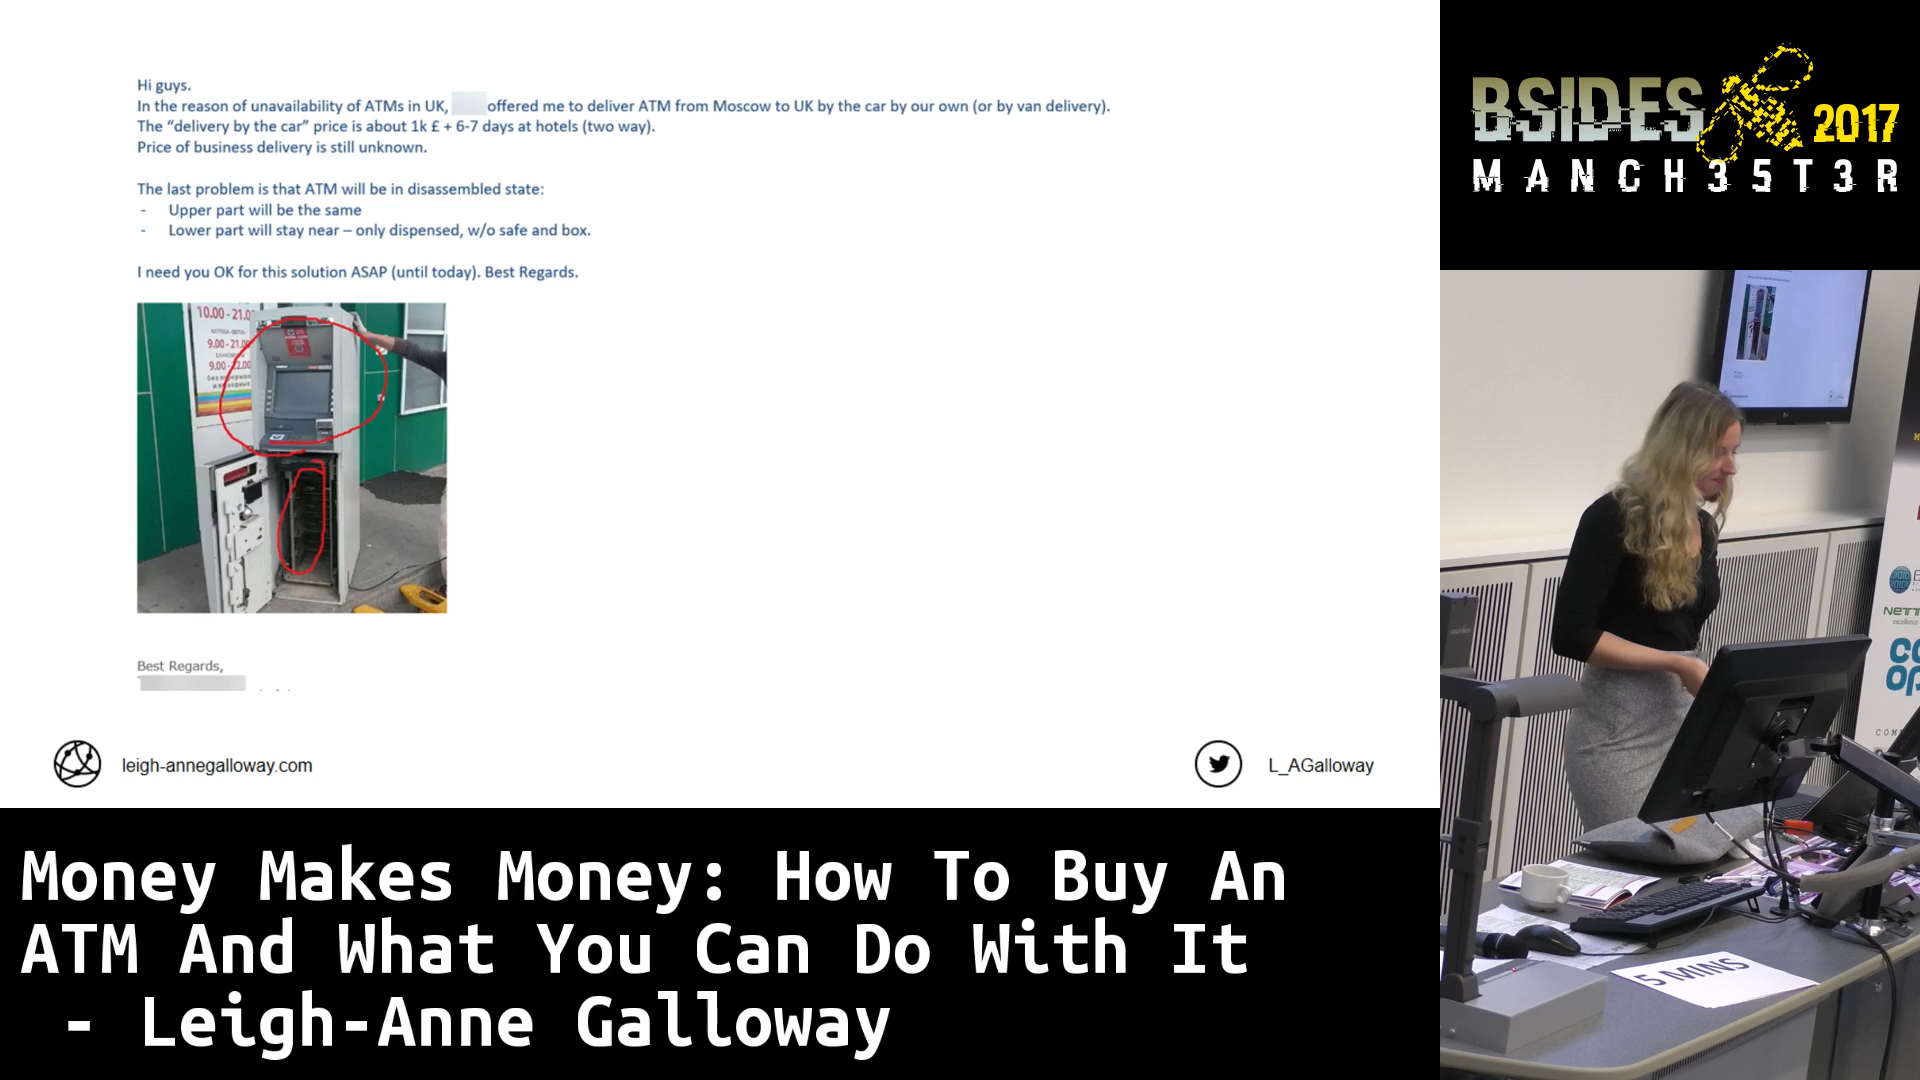 Hi guys.
In the reason of unavailability of ATMs in UK, offered me to deliver ATM from Moscow to UK by the car by our own (or by van delivery).
The “delivery by the car” price is about 1k £ + 6-7 days at hotels (two way).
Price of business delivery is still unknown.
The last problem is that ATM will be in disassembled state:
- Upper part will be the same
- Lower part will stay near – only dispensed, w/o safe and box.
I need you OK for this solution ASAP (until today). Best Regards.
10.00 - 21.0
9.00 - 21.
9.00 - 22.00
Best Regards,
leigh-annegalloway.com
L_AGalloway
BSIDES 2017
MANCH35T3R
5 MINS
Money Makes Money: How To Buy An
ATM And What You Can Do With It
- Leigh-Anne Galloway